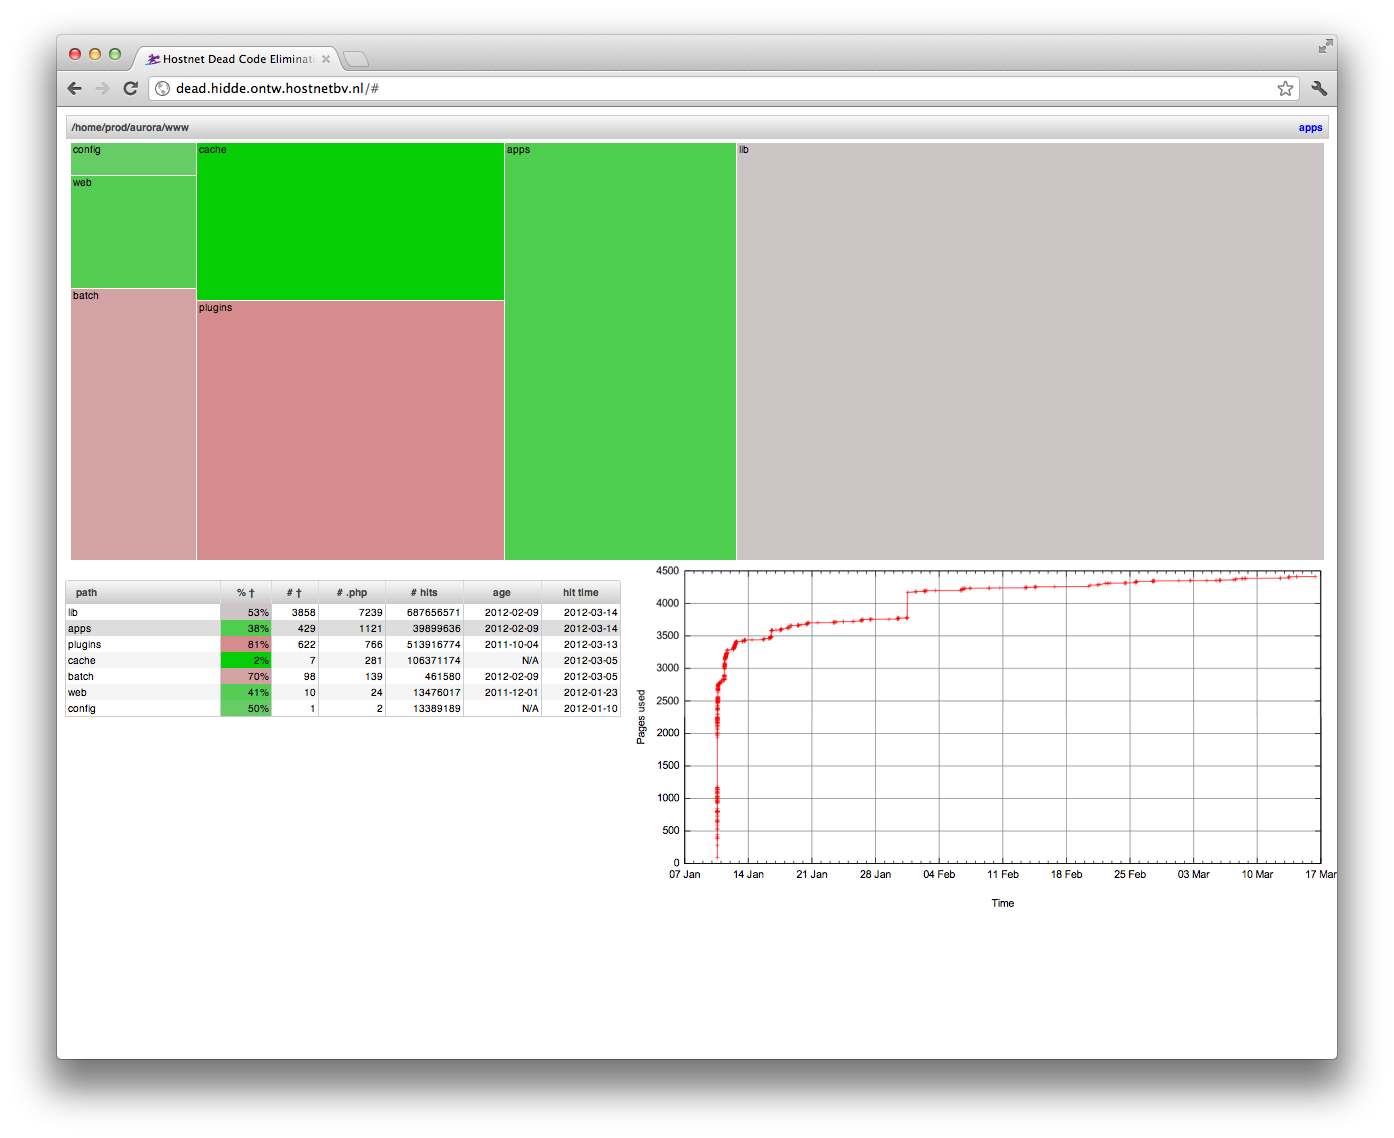 Hostnet Dead Code Eliminati
dead.hidde.ontw.hostnetbv.nl/#
/home/prod/aurora/www apps
config cache apps lib
web
batch
plugins
path % † # † # .php # hits age hit time
lib 53% 3858 7239 687656571 2012-02-09 2012-03-14
apps 38% 429 1121 39899636 2012-02-09 2012-03-14
plugins 81% 622 766 513916774 2011-10-04 2012-03-13
cache 2% 7 281 106371174 N/A 2012-03-05
batch 70% 98 139 461580 2012-02-09 2012-03-05
web 41% 10 24 13476017 2011-12-01 2012-01-23
config 50% 1 2 13389189 N/A 2012-01-10
4500
4000
3500
3000
2500
2000
1500
1000
500
0
Pages used
07 Jan 14 Jan 21 Jan 28 Jan 04 Feb 11 Feb 18 Feb 25 Feb 03 Mar 10 Mar 17 Mar
Time